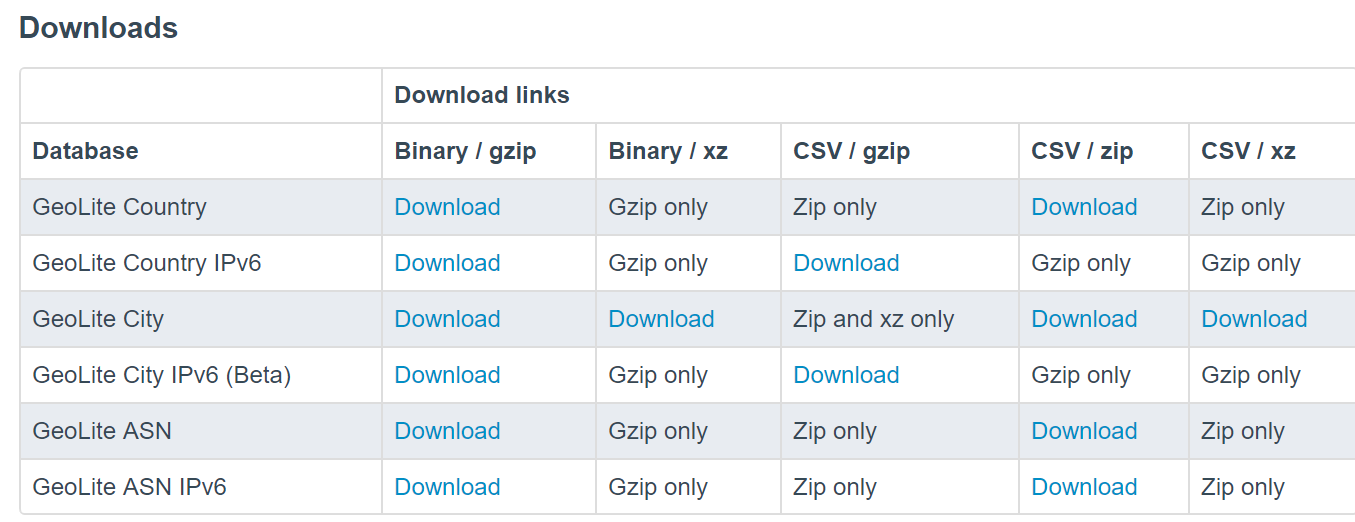 Downloads
Download links
Database Binary / gzip Binary / xz CSV / gzip CSV / zip CSV / xz
GeoLite Country Download Gzip only Zip only Download Zip only
GeoLite Country IPv6 Download Gzip only Download Gzip only Gzip only
GeoLite City Download Download Zip and xz only Download Download
GeoLite City IPv6 (Beta) Download Gzip only Download Gzip only Gzip only
GeoLite ASN Download Gzip only Zip only Download Zip only
GeoLite ASN IPv6 Download Gzip only Zip only Download Zip only